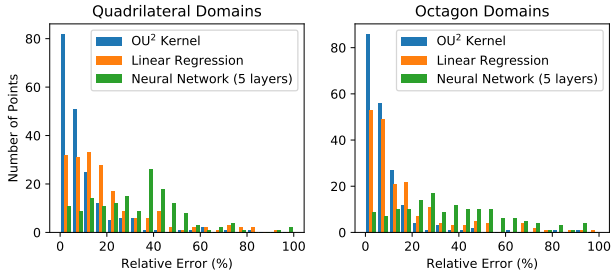 Quadrilateral Domains
Number of Points
80
60
40
20
0
OU² Kernel
Linear Regression
Neural Network (5 layers)
0 20 40 60 80 100
Relative Error (%)
Octagon Domains
80
60
40
20
0
OU² Kernel
Linear Regression
Neural Network (5 layers)
0 20 40 60 80 100
Relative Error (%)